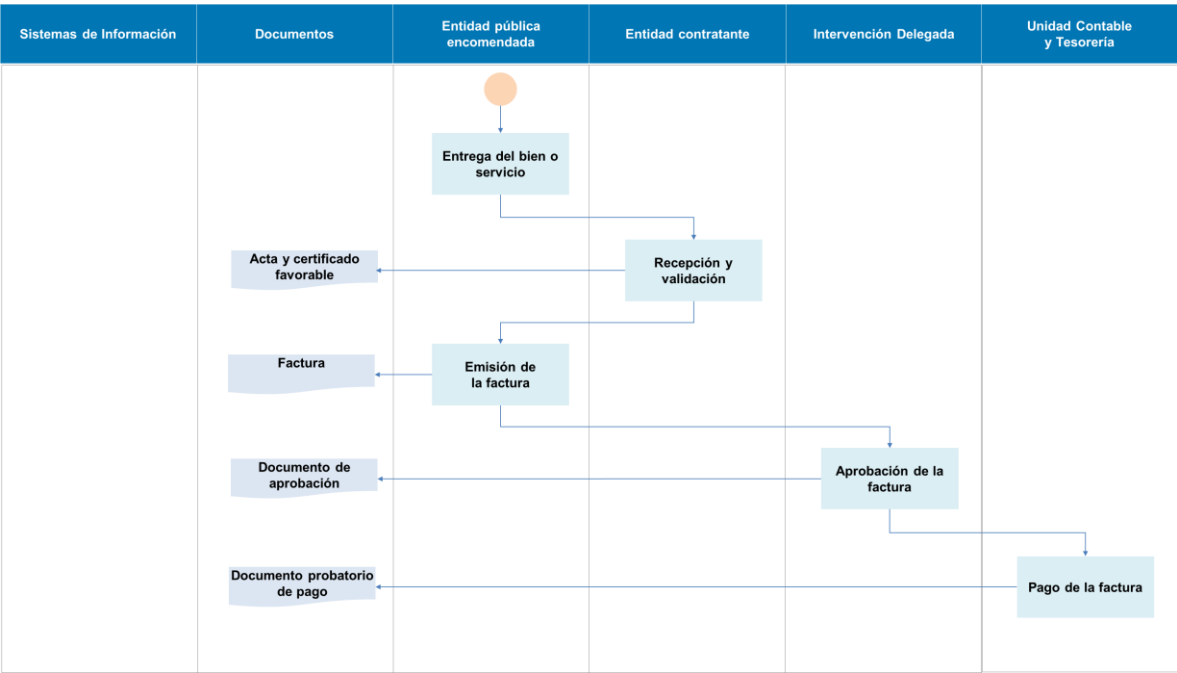 Sistemas de Información
Documentos
Entidad pública
encomendada
Entidad contratante
Intervención Delegada
Unidad Contable
y Tesorería
Entrega del bien o
servicio
Acta y certificado
favorable
Recepción y
validación
Factura
Emisión de
la factura
Documento de
aprobación
Aprobación de la
factura
Documento probatorio
de pago
Pago de la factura